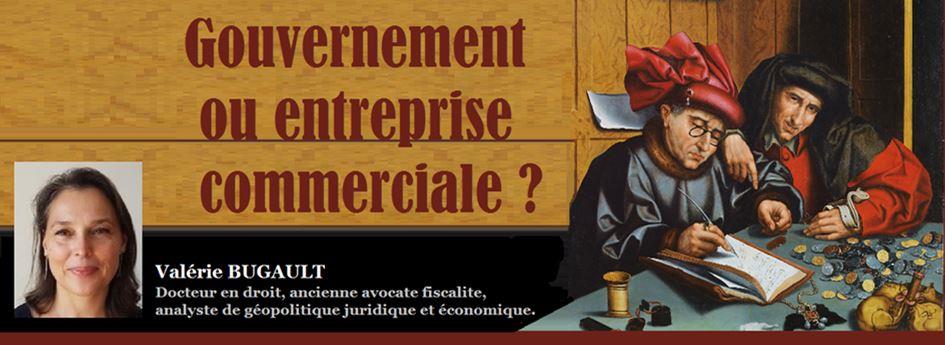 Gouvernement
ou entreprise
commerciale ?
Valérie BUGAULT
Docteur en droit, ancienne avocate fiscalite,
analyste de géopolitique juridique et économique.